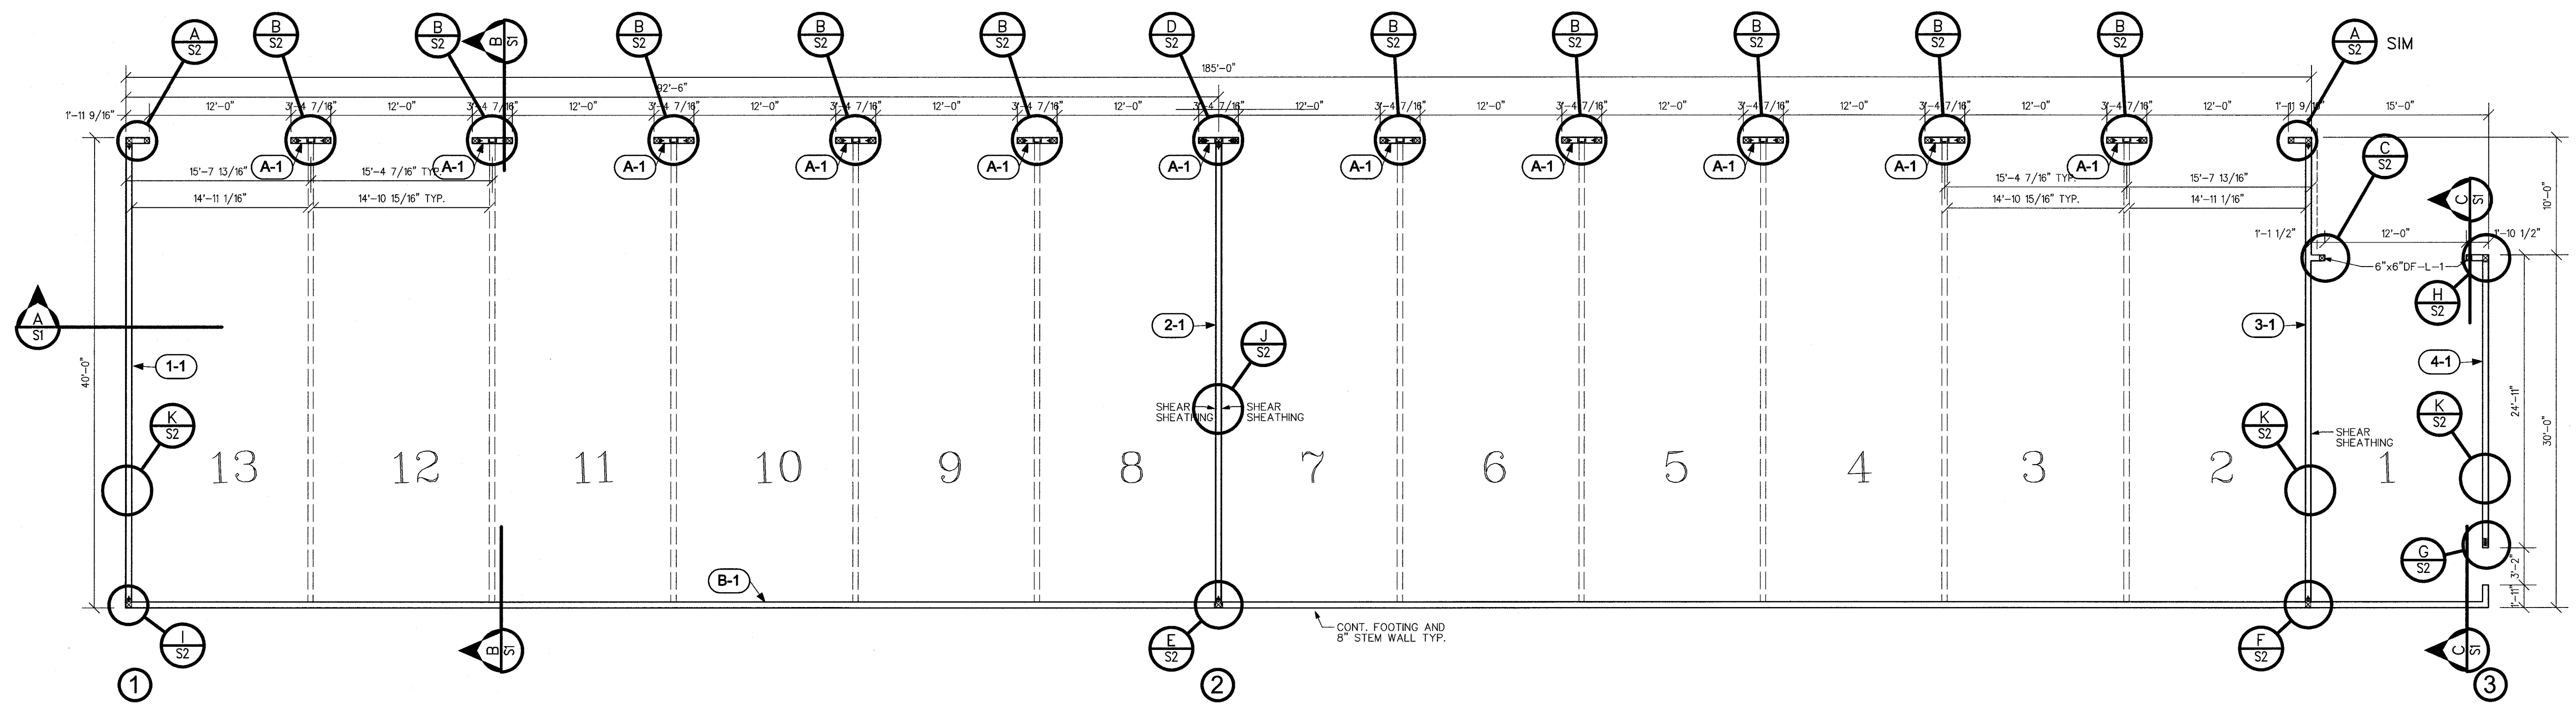 A
S2
B
S2
B
S2
B
S1
B
S2
B
S2
B
S2
D
S2
B
S2
B
S2
B
S2
B
S2
B
S2
A
S2
SIM
185'-0"
92'-6"
1'-11 9/16"
12'-0"
3'-4 7/16"
12'-0"
3'-4 7/16"
12'-0"
3'-4 7/16"
12'-0"
3'-4 7/16"
12'-0"
3'-4 7/16"
12'-0"
3'-4 7/16"
12'-0"
3'-4 7/16"
12'-0"
3'-4 7/16"
12'-0"
3'-4 7/16"
12'-0"
3'-4 7/16"
12'-0"
3'-4 7/16"
12'-0"
1'-11 9/16"
15'-0"
A-1
A-1
A-1
A-1
A-1
A-1
A-1
A-1
A-1
A-1
A-1
C
S2
15'-7 13/16"
15'-4 7/16" TYP.
15'-4 7/16" TYP.
15'-7 13/16"
14'-11 1/16"
14'-10 15/16" TYP.
14'-10 15/16" TYP.
14'-11 1/16"
C
S1
10'-0"
1'-1 1/2"
12'-0"
1'-10 1/2"
6"x6"DF-L-1
H
S2
A
S1
2-1
3-1
J
S2
40'-0"
1-1
4-1
SHEAR
SHEATHING
SHEAR
SHEATHING
K
S2
K
S2
K
S2
24'-11"
30'-0"
SHEAR
SHEATHING
13
12
11
10
9
8
7
6
5
4
3
2
1
G
S2
3'-2"
1'-11"
B-1
CONT. FOOTING AND
8" STEM WALL TYP.
I
S2
B
S1
E
S2
F
S2
C
S1
1
2
3